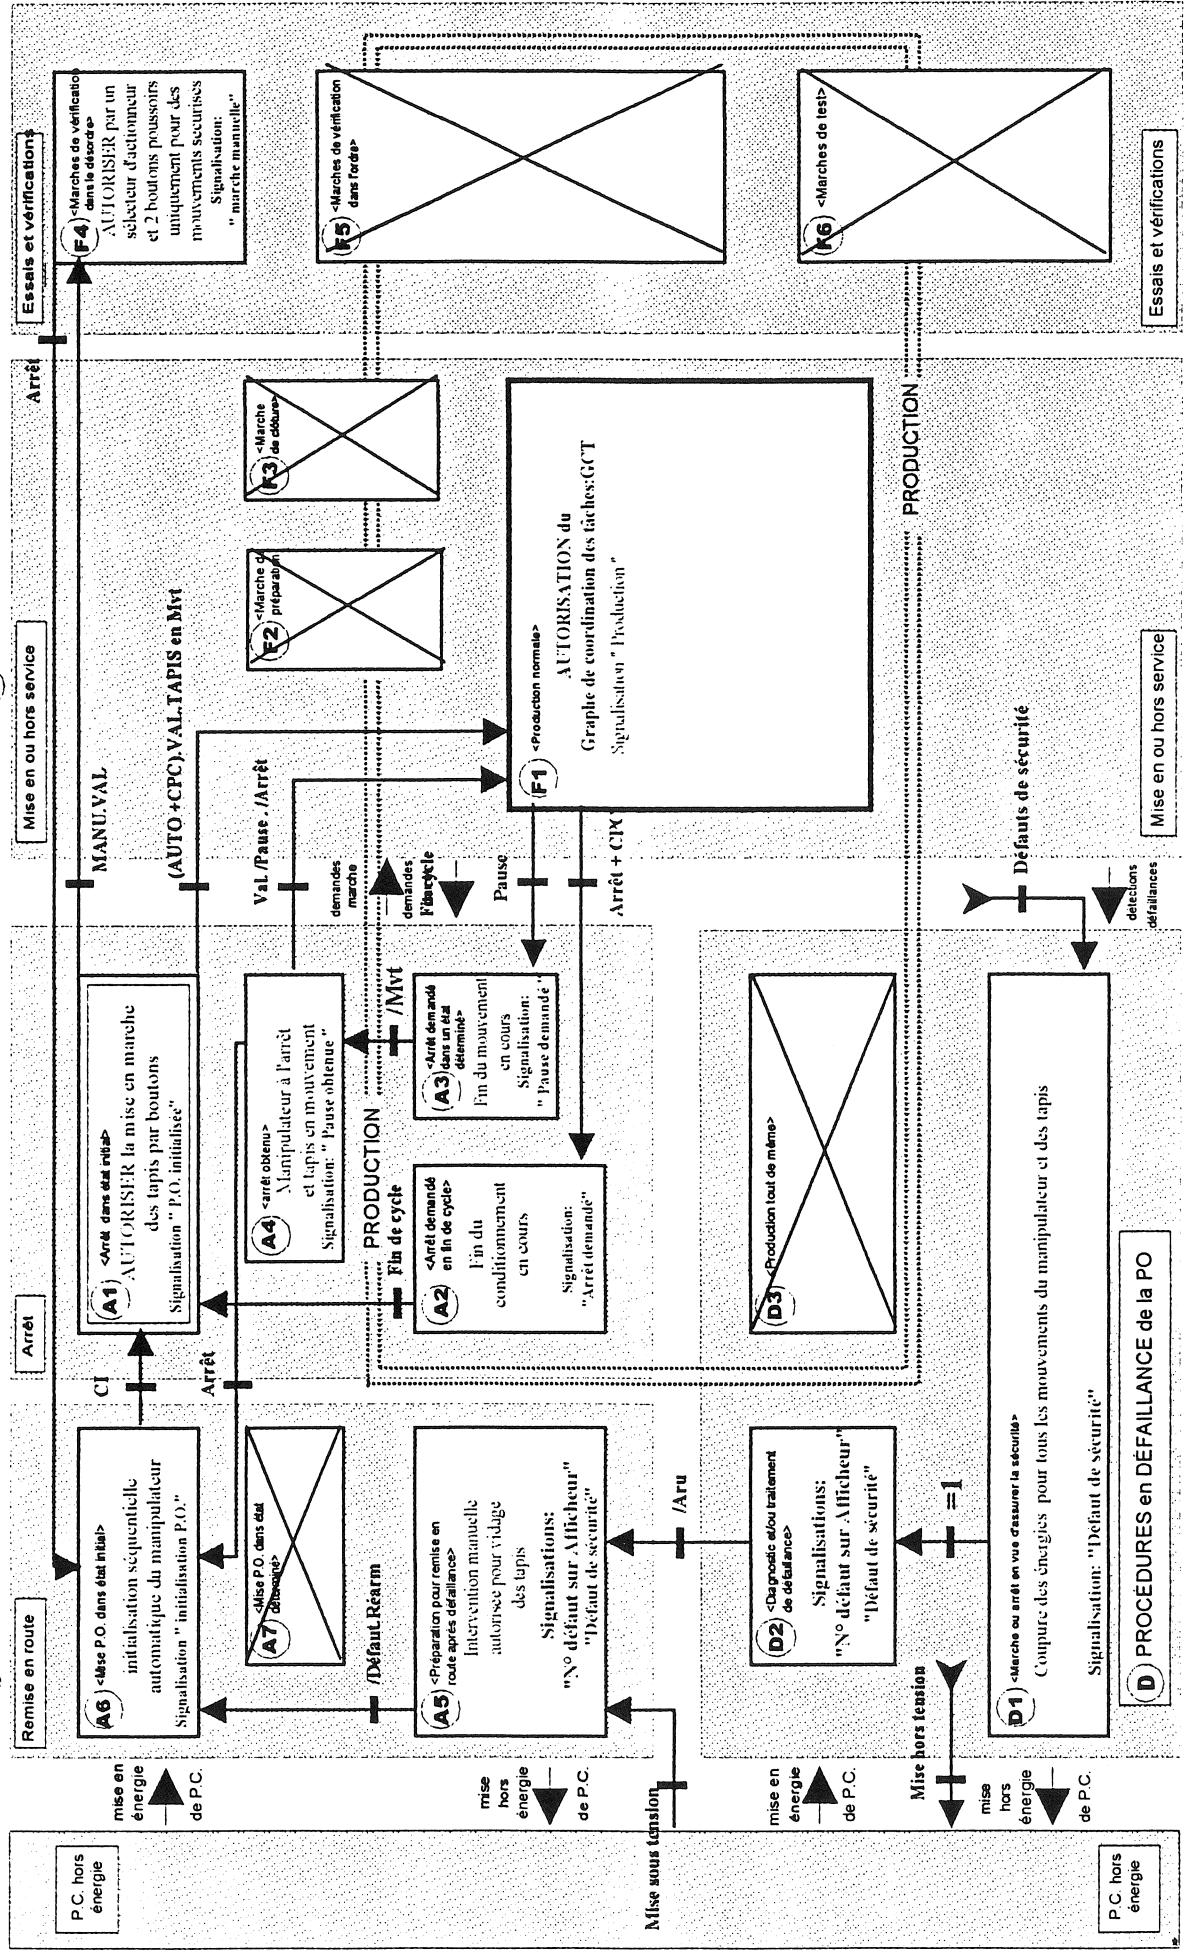 P.C. hors
énergie
P.C. hors
énergie
mise en
énergie
de P.C.
mise
hors
énergie
de P.C.
Mise sous tension
mise en
énergie
de P.C.
Mise hors tension
mise
hors
énergie
de P.C.
Remise en route
A6 <Mise P.O. dans état initial>
initialisation séquentielle
automatique du manipulateur
Signalisation " initialisation P.O."
A7 <Mise P.O. dans état
déterminé>
/Défaut.Réarm
A5 <Préparation pour remise en
route après défaillance>
Intervention manuelle
autorisée pour vidage
des tapis
Signalisations:
"N° défaut sur Afficheur"
"Défaut de sécurité"
/Aru
D2 <Diagnostic et/ou traitement
de défaillance>
Signalisations:
"N° défaut sur Afficheur"
"Défaut de sécurité"
=1
D1 <Marche ou arrêt en vue d'assurer la sécurité>
Coupure des énergies pour tous les mouvements du manipulateur et des tapis
Signalisation: "Défaut de sécurité"
D PROCÉDURES en DÉFAILLANCE de la PO
Arrêt
CI
Arrêt
A1 <Arrêt dans état initial>
AUTORISER la mise en marche
des tapis par boutons
Signalisation " P.O. initialisée"
A4 <arrêt obtenu>
Manipulateur à l'arrêt
et tapis en mouvement
Signalisation: " Pause obtenue "
PRODUCTION
Fin de cycle
/Mvt
A2 <Arrêt demandé
en fin de cycle>
Fin du
conditionnement
en cours
Signalisation:
"Arrêt demandé"
A3 <Arrêt demandé
dans un état
déterminé>
Fin du mouvement
en cours
Signalisation:
" Pause demandé "
D3 <Production tout de même>
Mise en ou hors service
MANU.VAL
(AUTO +CPC).VAL.TAPIS en Mvt
Val./Pause ./Arrêt
demandes
marche
demandes
Pause
Arrêt + CPC
Défauts de sécurité
détections
défaillances
F2 <Marche d
préparation
F3 <Marche
de clôture>
F1 <Production normale>
AUTORISATION du
Graphe de coordination des tâches:GCT
Signalisation " Production "
PRODUCTION
Mise en ou hors service
Essais et vérifications
Arrêt
F4 <Marches de vérification
dans le désordre>
AUTORISER par un
sélecteur d'actionneur
et 2 boutons poussoirs
uniquement pour des
mouvements sécurisés
Signalisation:
" marche manuelle"
F5 <Marches de vérification
dans l'ordre>
F6 <Marches de test>
Essais et vérifications